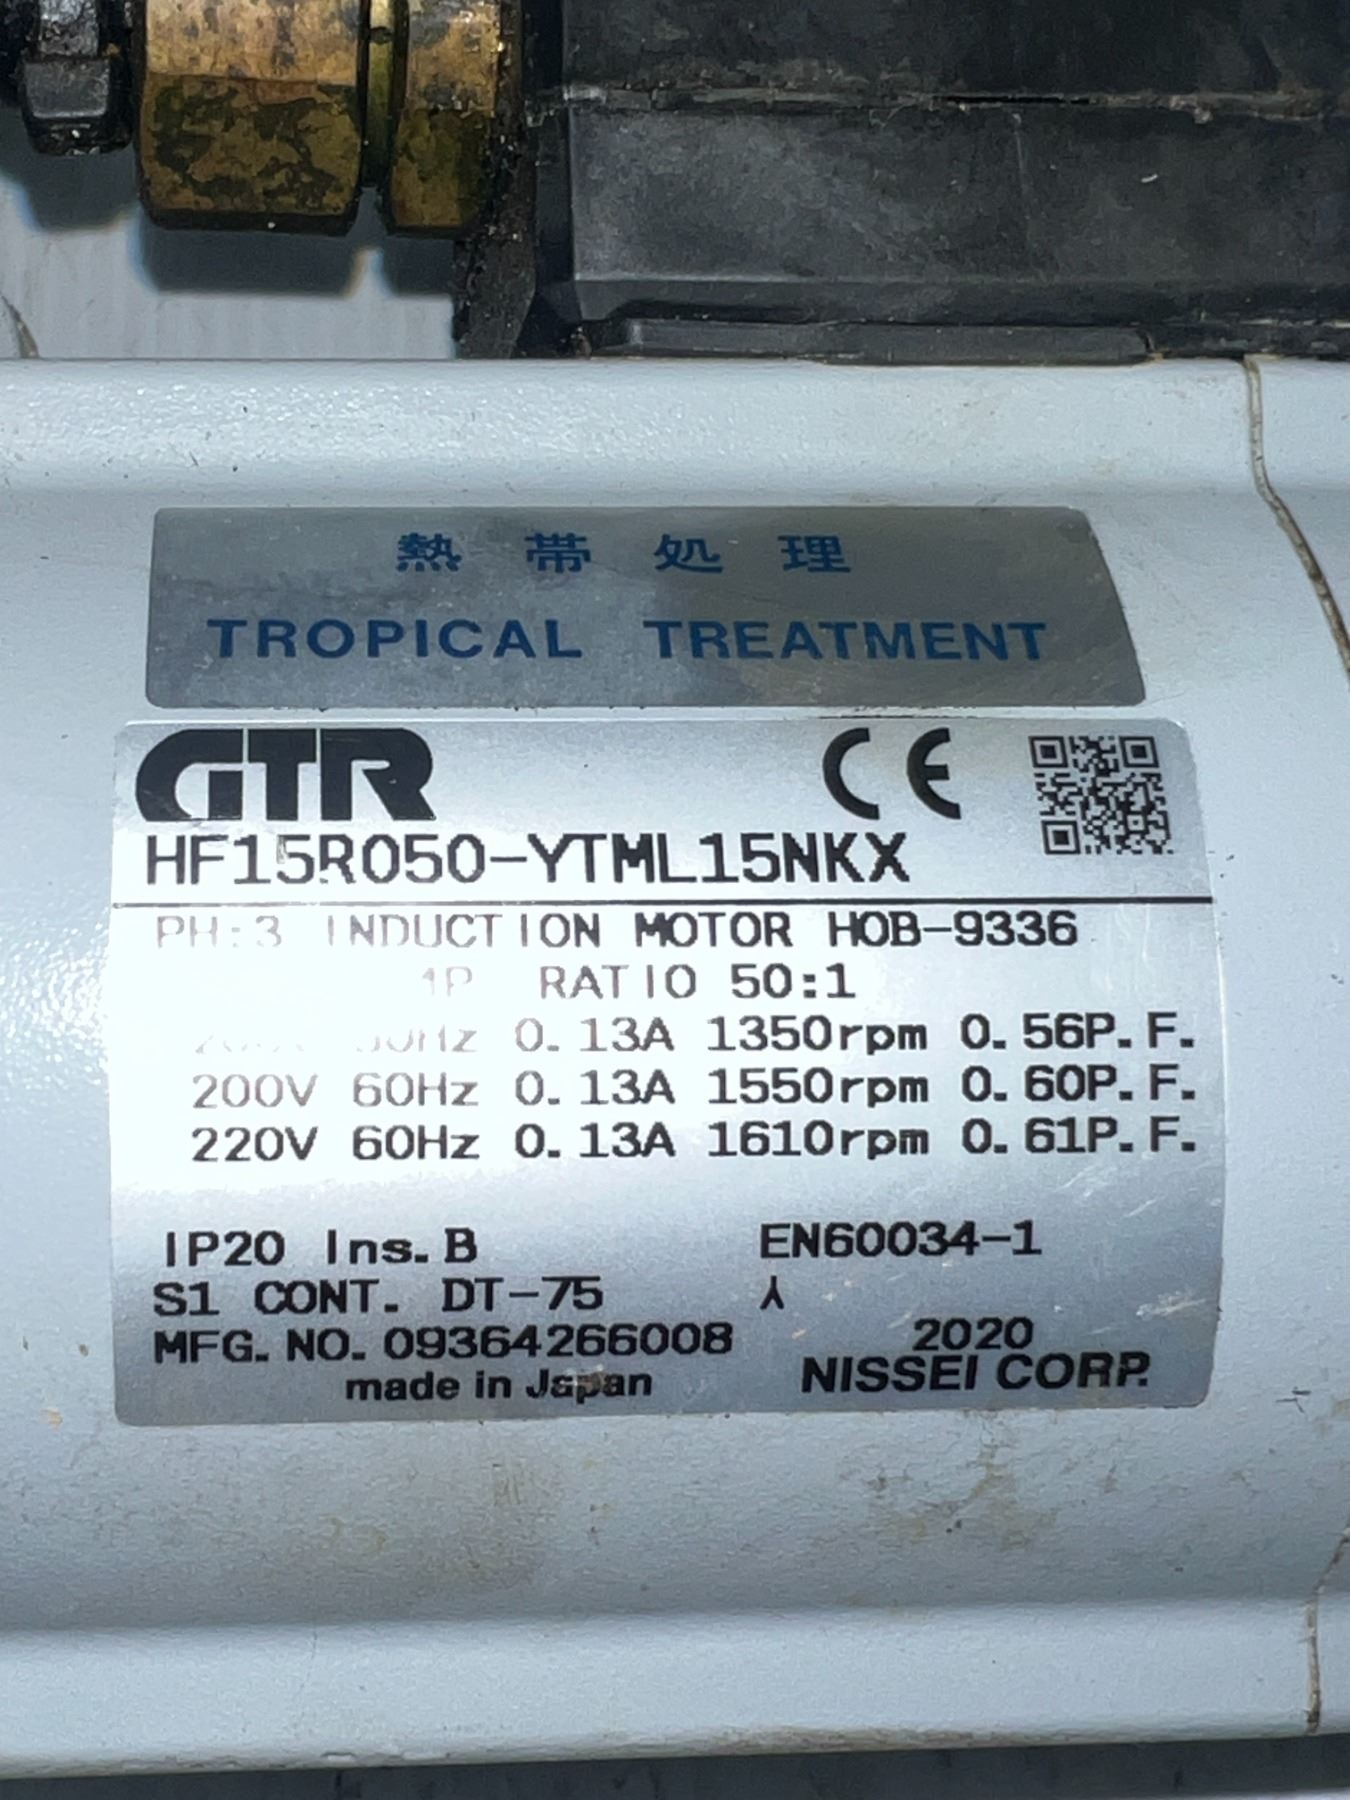 熱帯処理
TROPICAL TREATMENT
GTR CE
HF15R050-YTML15NKX
PH:3 INDUCTION MOTOR HOB-9336
4P RATIO 50:1
0.13A 1350rpm 0.56P.F.
200V 60Hz 0.13A 1550rpm 0.60P.F.
220V 60Hz 0.13A 1610rpm 0.61P.F.
IP20 Ins.B EN60034-1
S1 CONT. DT-75 人
MFG.NO.09364266008 2020
made in Japan NISSEI CORP.